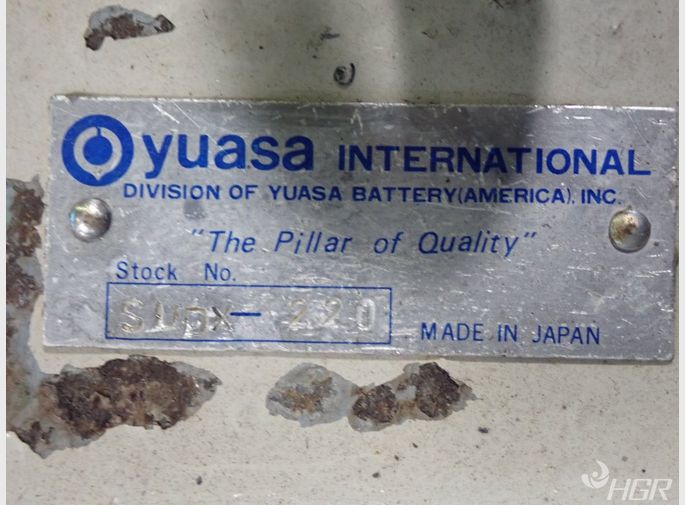 yuasa INTERNATIONAL
DIVISION OF YUASA BATTERY(AMERICA), INC.
"The Pillar of Quality"
Stock No.
MADE IN JAPAN
HGR